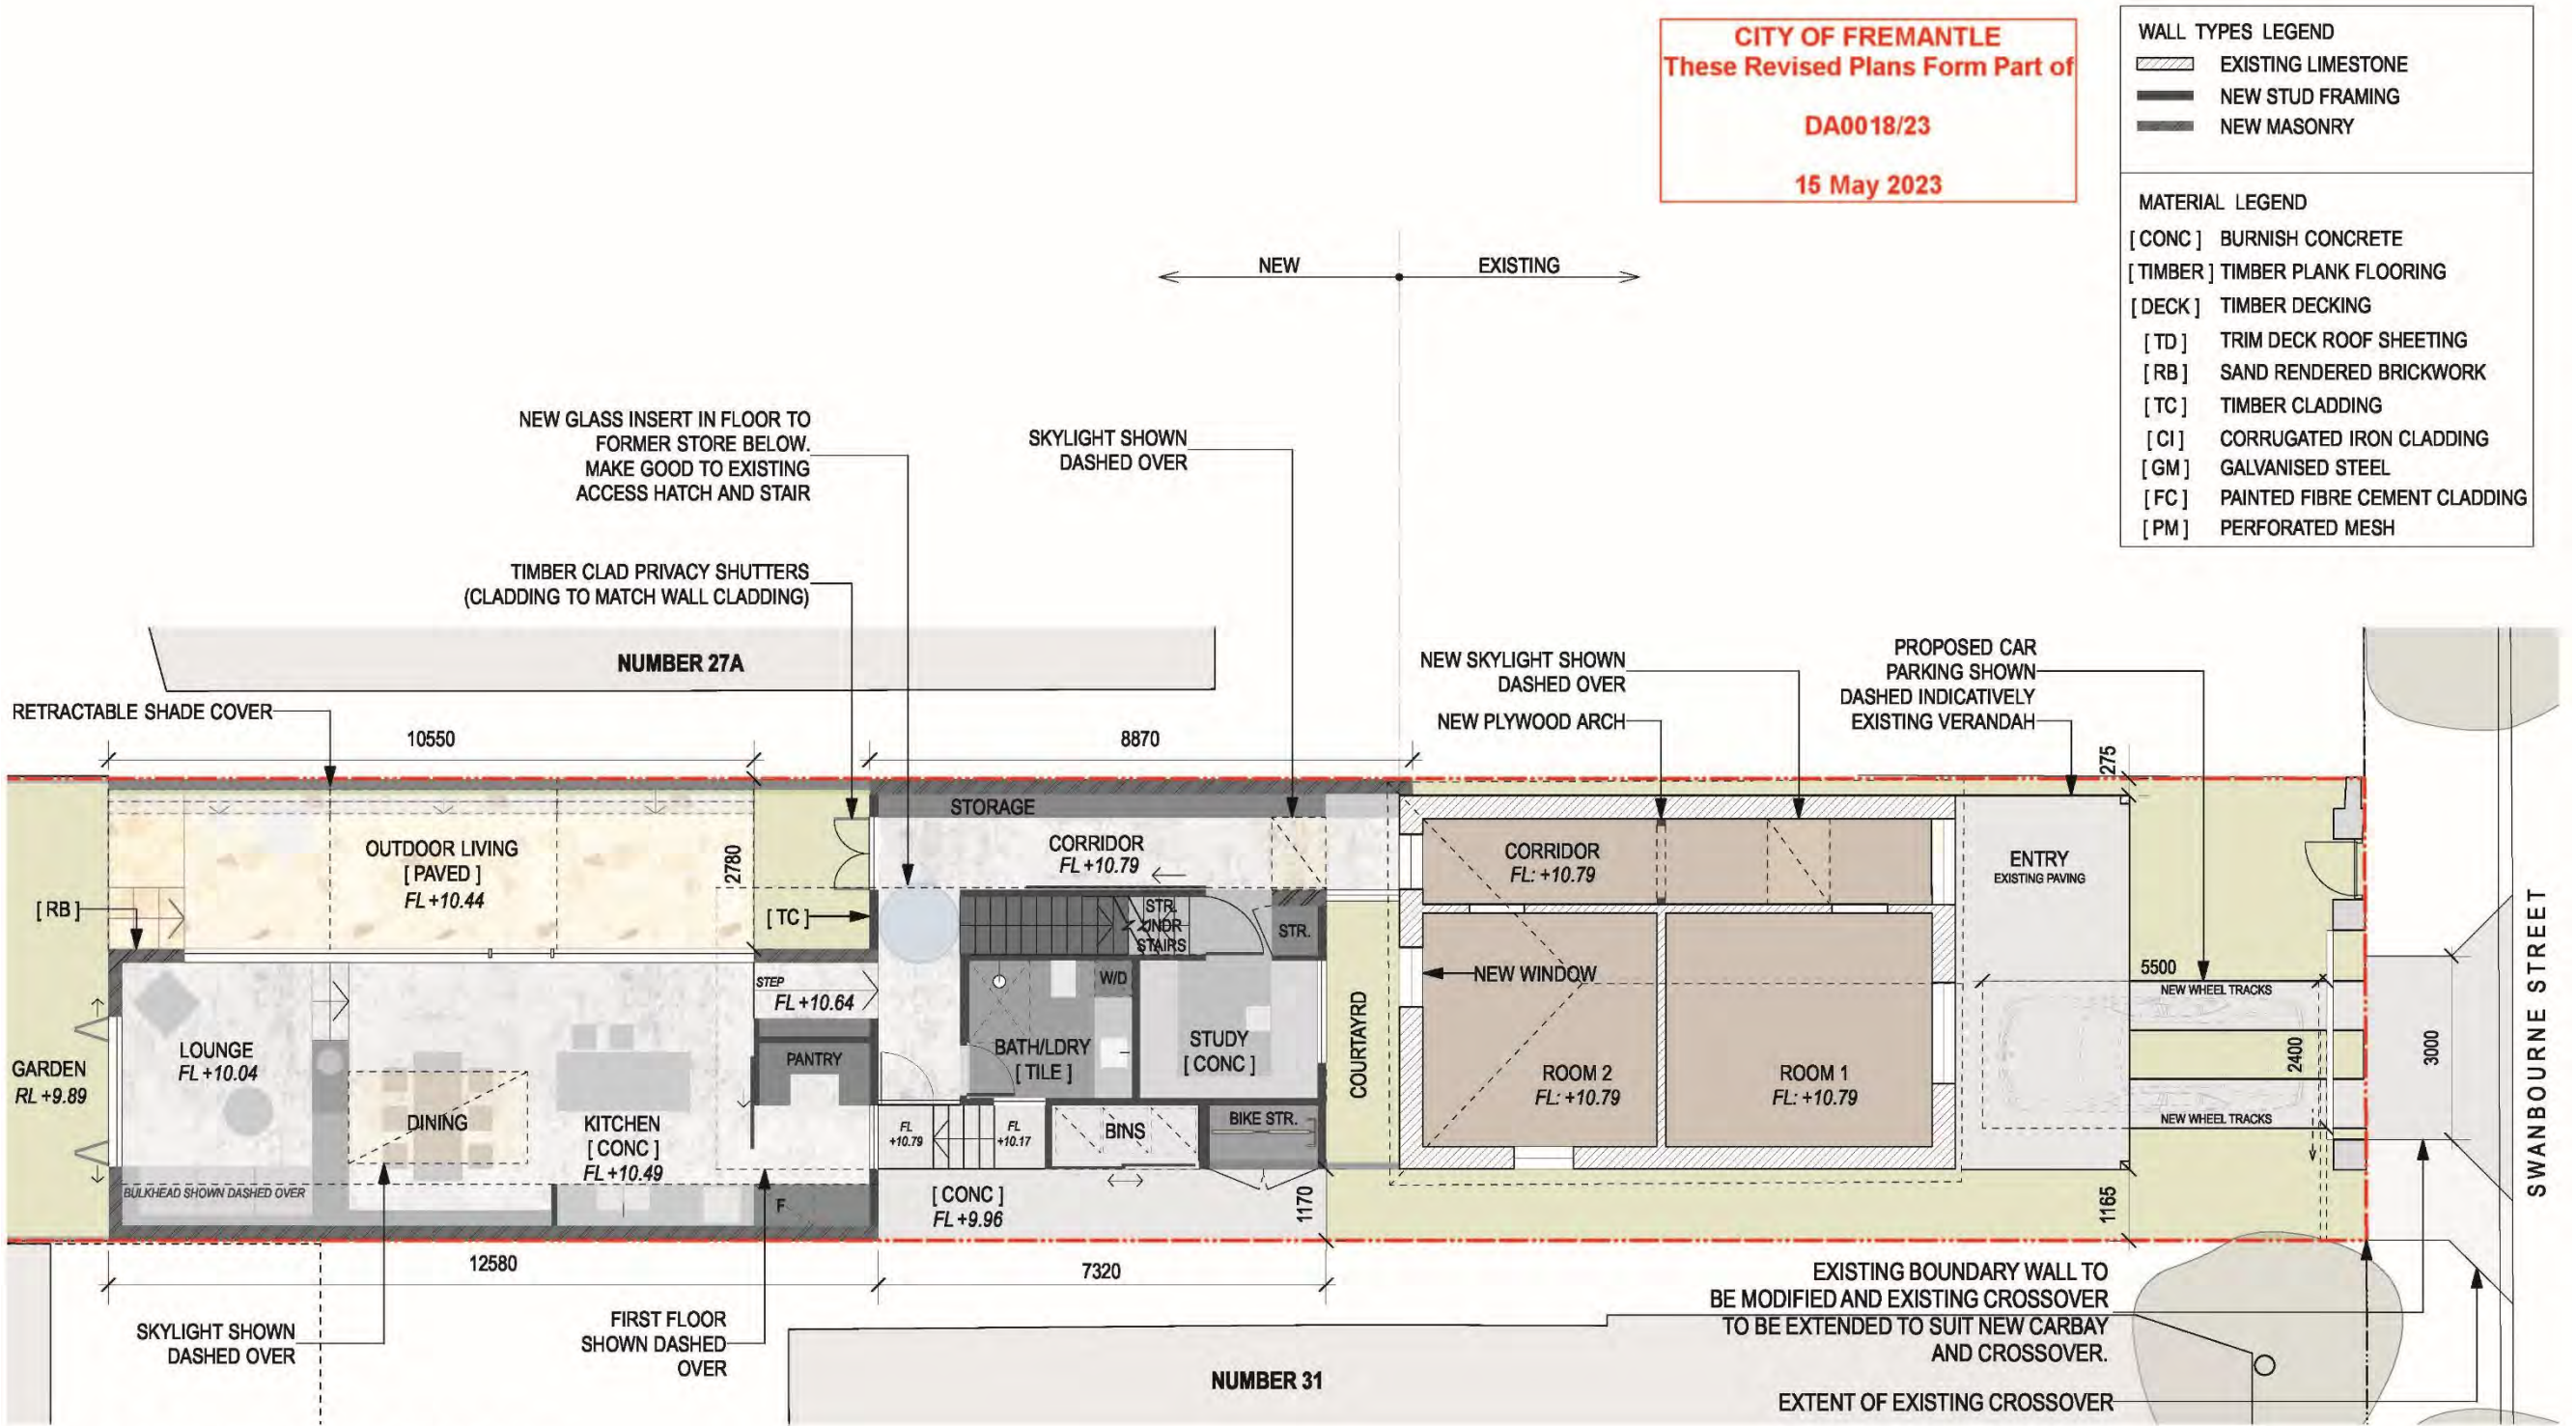 CITY OF FREMANTLE
These Revised Plans Form Part of
DA0018/23
15 May 2023
WALL TYPES LEGEND
EXISTING LIMESTONE
NEW STUD FRAMING
NEW MASONRY
MATERIAL LEGEND
[ CONC ] BURNISH CONCRETE
[ TIMBER ] TIMBER PLANK FLOORING
[ DECK ] TIMBER DECKING
[ TD ] TRIM DECK ROOF SHEETING
[ RB ] SAND RENDERED BRICKWORK
[ TC ] TIMBER CLADDING
[ CI ] CORRUGATED IRON CLADDING
[ GM ] GALVANISED STEEL
[ FC ] PAINTED FIBRE CEMENT CLADDING
[ PM ] PERFORATED MESH
NEW
EXISTING
NEW GLASS INSERT IN FLOOR TO
FORMER STORE BELOW.
MAKE GOOD TO EXISTING
ACCESS HATCH AND STAIR
SKYLIGHT SHOWN
DASHED OVER
TIMBER CLAD PRIVACY SHUTTERS
(CLADDING TO MATCH WALL CLADDING)
NUMBER 27A
NEW SKYLIGHT SHOWN
DASHED OVER
NEW PLYWOOD ARCH
PROPOSED CAR
PARKING SHOWN
DASHED INDICATIVELY
EXISTING VERANDAH
RETRACTABLE SHADE COVER
10550
8870
275
STORAGE
OUTDOOR LIVING
[ PAVED ]
FL +10.44
2780
CORRIDOR
FL +10.79
CORRIDOR
FL: +10.79
ENTRY
EXISTING PAVING
[ RB ]
[ TC ]
STR.
UNDR
STAIRS
STR.
STEP
FL +10.64
W/D
NEW WINDOW
5500
NEW WHEEL TRACKS
LOUNGE
FL +10.04
GARDEN
RL +9.89
PANTRY
BATH/LDRY
[ TILE ]
STUDY
[ CONC ]
COURTAYRD
ROOM 2
FL: +10.79
ROOM 1
FL: +10.79
2400
3000
SWANBOURNE STREET
DINING
KITCHEN
[ CONC ]
FL +10.49
FL
+10.79
FL
+10.17
BINS
BIKE STR.
NEW WHEEL TRACKS
BULKHEAD SHOWN DASHED OVER
F
[ CONC ]
FL +9.96
1170
1165
12580
7320
SKYLIGHT SHOWN
DASHED OVER
FIRST FLOOR
SHOWN DASHED
OVER
NUMBER 31
EXISTING BOUNDARY WALL TO
BE MODIFIED AND EXISTING CROSSOVER
TO BE EXTENDED TO SUIT NEW CARBAY
AND CROSSOVER.
EXTENT OF EXISTING CROSSOVER